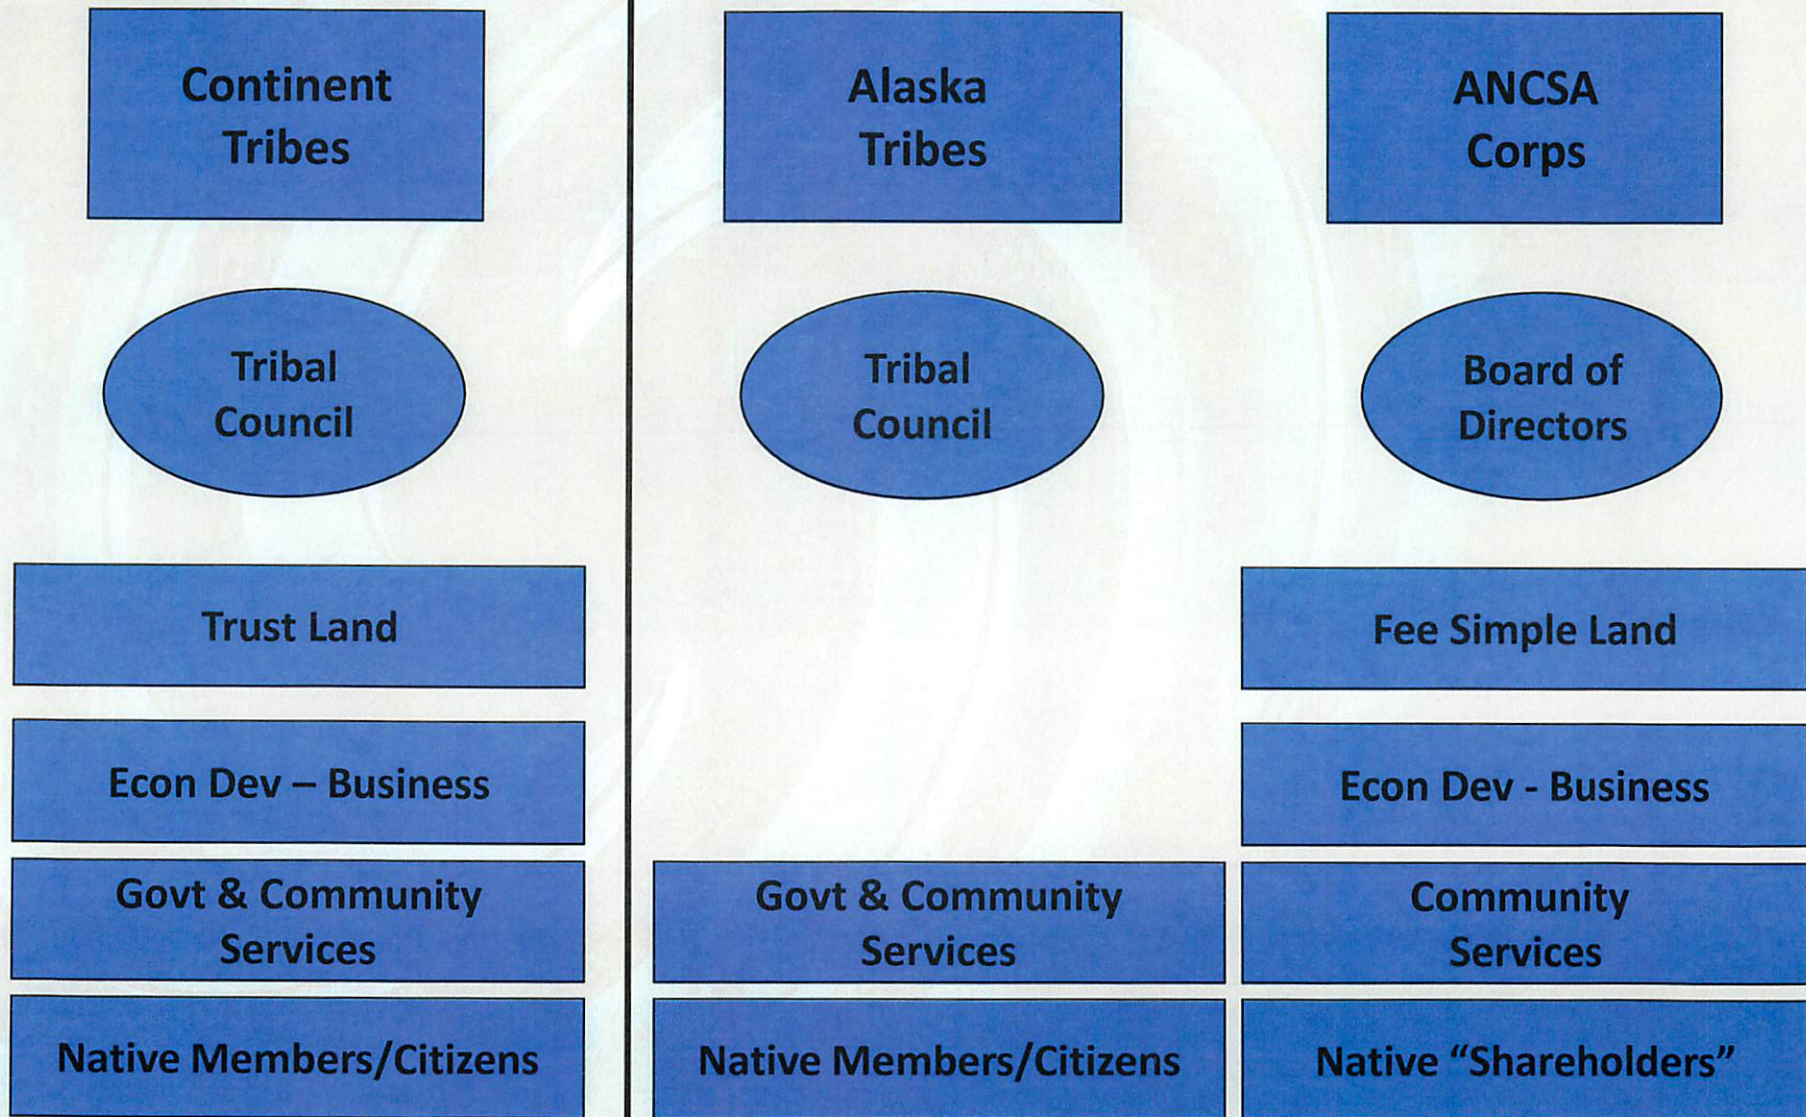 Continent
Tribes
Alaska
Tribes
ANCSA
Corps
Tribal
Council
Tribal
Council
Board of
Directors
Trust Land
Fee Simple Land
Econ Dev – Business
Econ Dev - Business
Govt & Community
Services
Govt & Community
Services
Community
Services
Native Members/Citizens
Native Members/Citizens
Native “Shareholders”